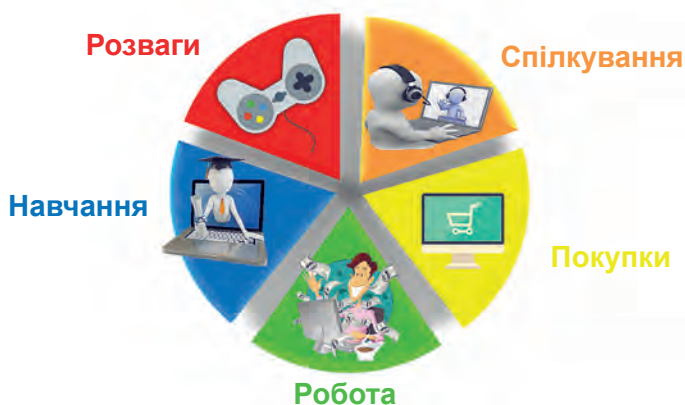 Розваги
Спілкування
Навчання
Покупки
Робота